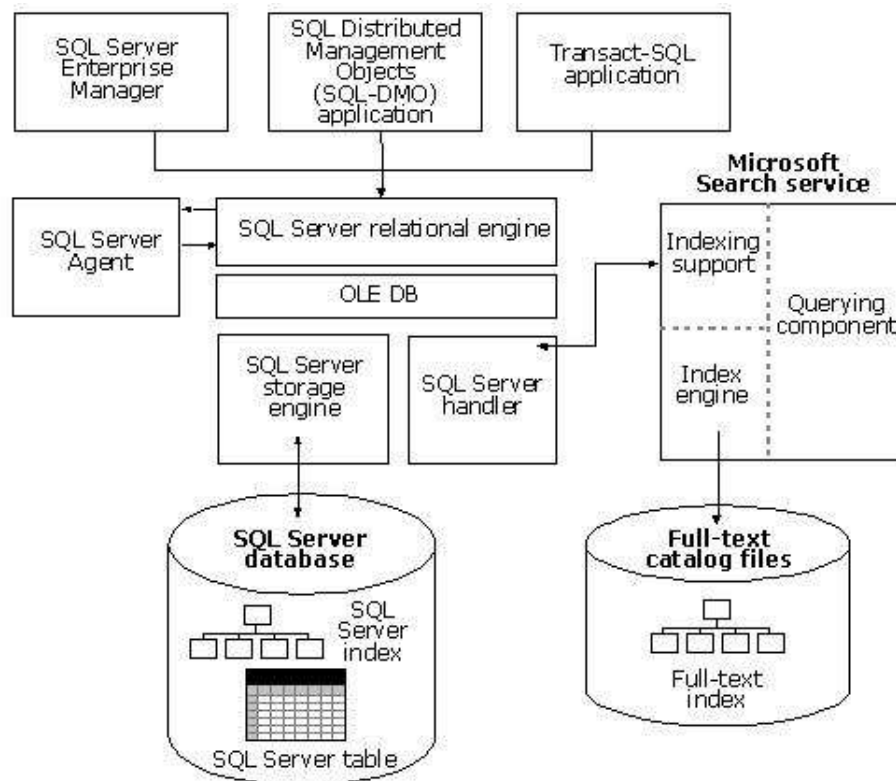 SQL Server
Enterprise
Manager
SQL Distributed
Management
Objects
(SQL-DMO)
application
Transact-SQL
application
Microsoft
Search service
SQL Server
Agent
SQL Server relational engine
Indexing
support
OLE DB
Querying
component
SQL Server
storage
engine
SQL Server
handler
Index
engine
SQL Server
database
Full-text
catalog files
SQL
Server
index
Full-text
index
SQL Server table